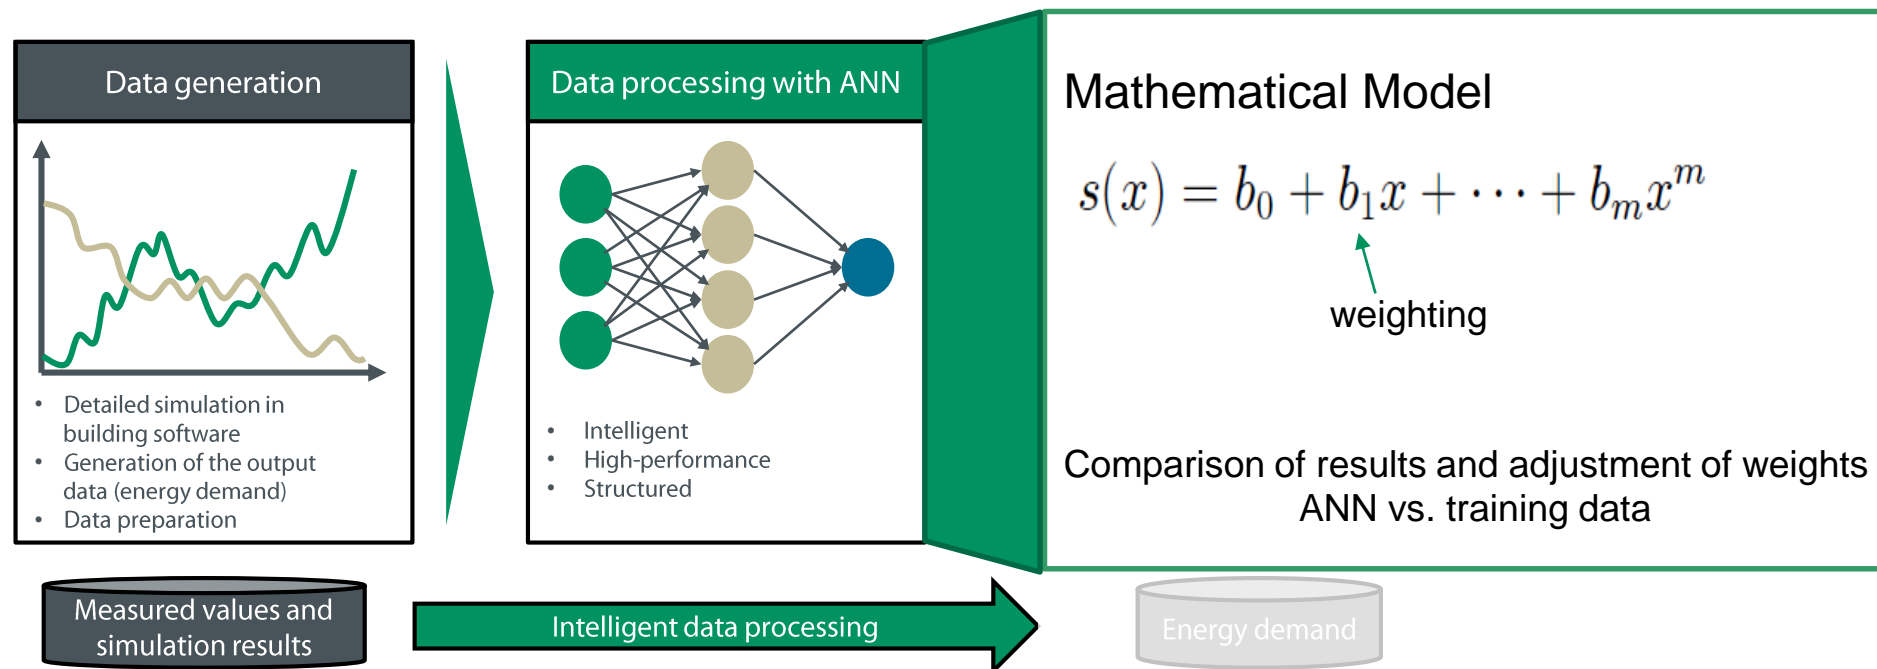 Data generation
• Detailed simulation in
building software
• Generation of the output
data (energy demand)
• Data preparation
Data processing with ANN
• Intelligent
• High-performance
• Structured
Mathematical Model
s(x) = b₀ + b₁x + ⋯ + bₘxᵐ
weighting
Comparison of results and adjustment of weights
ANN vs. training data
Measured values and
simulation results
Intelligent data processing
Energy demand